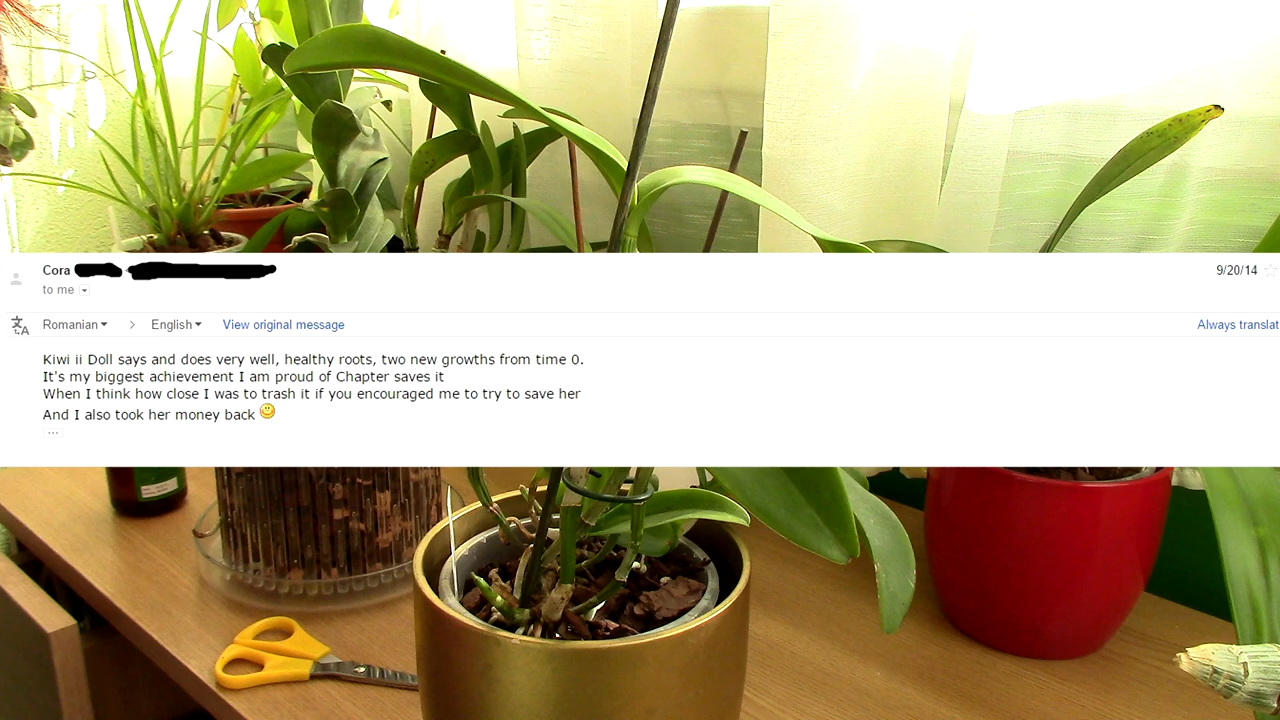 Cora
9/20/14
to me
Romanian > English View original message Always translat
Kiwi ii Doll says and does very well, healthy roots, two new growths from time 0.
It's my biggest achievement I am proud of Chapter saves it
When I think how close I was to trash it if you encouraged me to try to save her
And I also took her money back
...